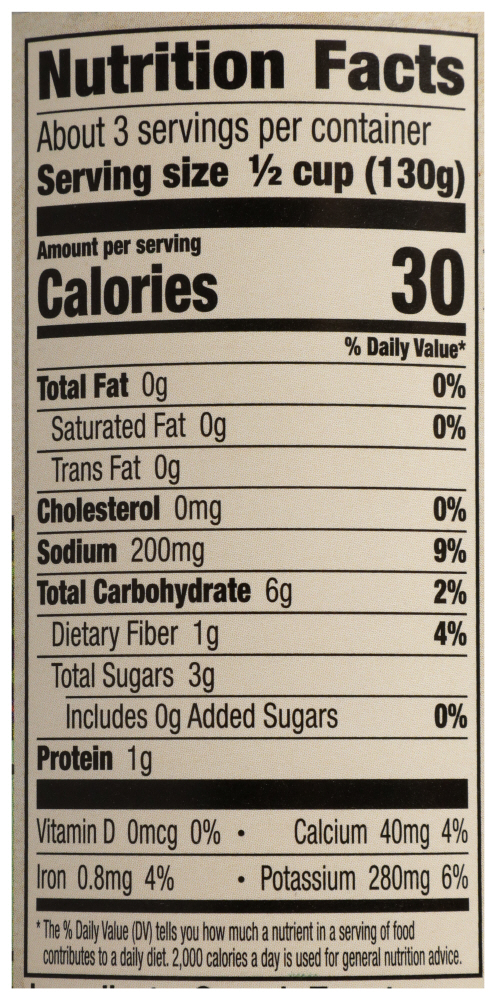 Nutrition Facts
About 3 servings per container
Serving size ½ cup (130g)
Amount per serving
Calories 30
% Daily Value*
Total Fat 0g 0%
Saturated Fat 0g 0%
Trans Fat 0g
Cholesterol 0mg 0%
Sodium 200mg 9%
Total Carbohydrate 6g 2%
Dietary Fiber 1g 4%
Total Sugars 3g
Includes 0g Added Sugars 0%
Protein 1g
Vitamin D 0mcg 0% • Calcium 40mg 4%
Iron 0.8mg 4% • Potassium 280mg 6%
* The % Daily Value (DV) tells you how much a nutrient in a serving of food
contributes to a daily diet. 2,000 calories a day is used for general nutrition advice.